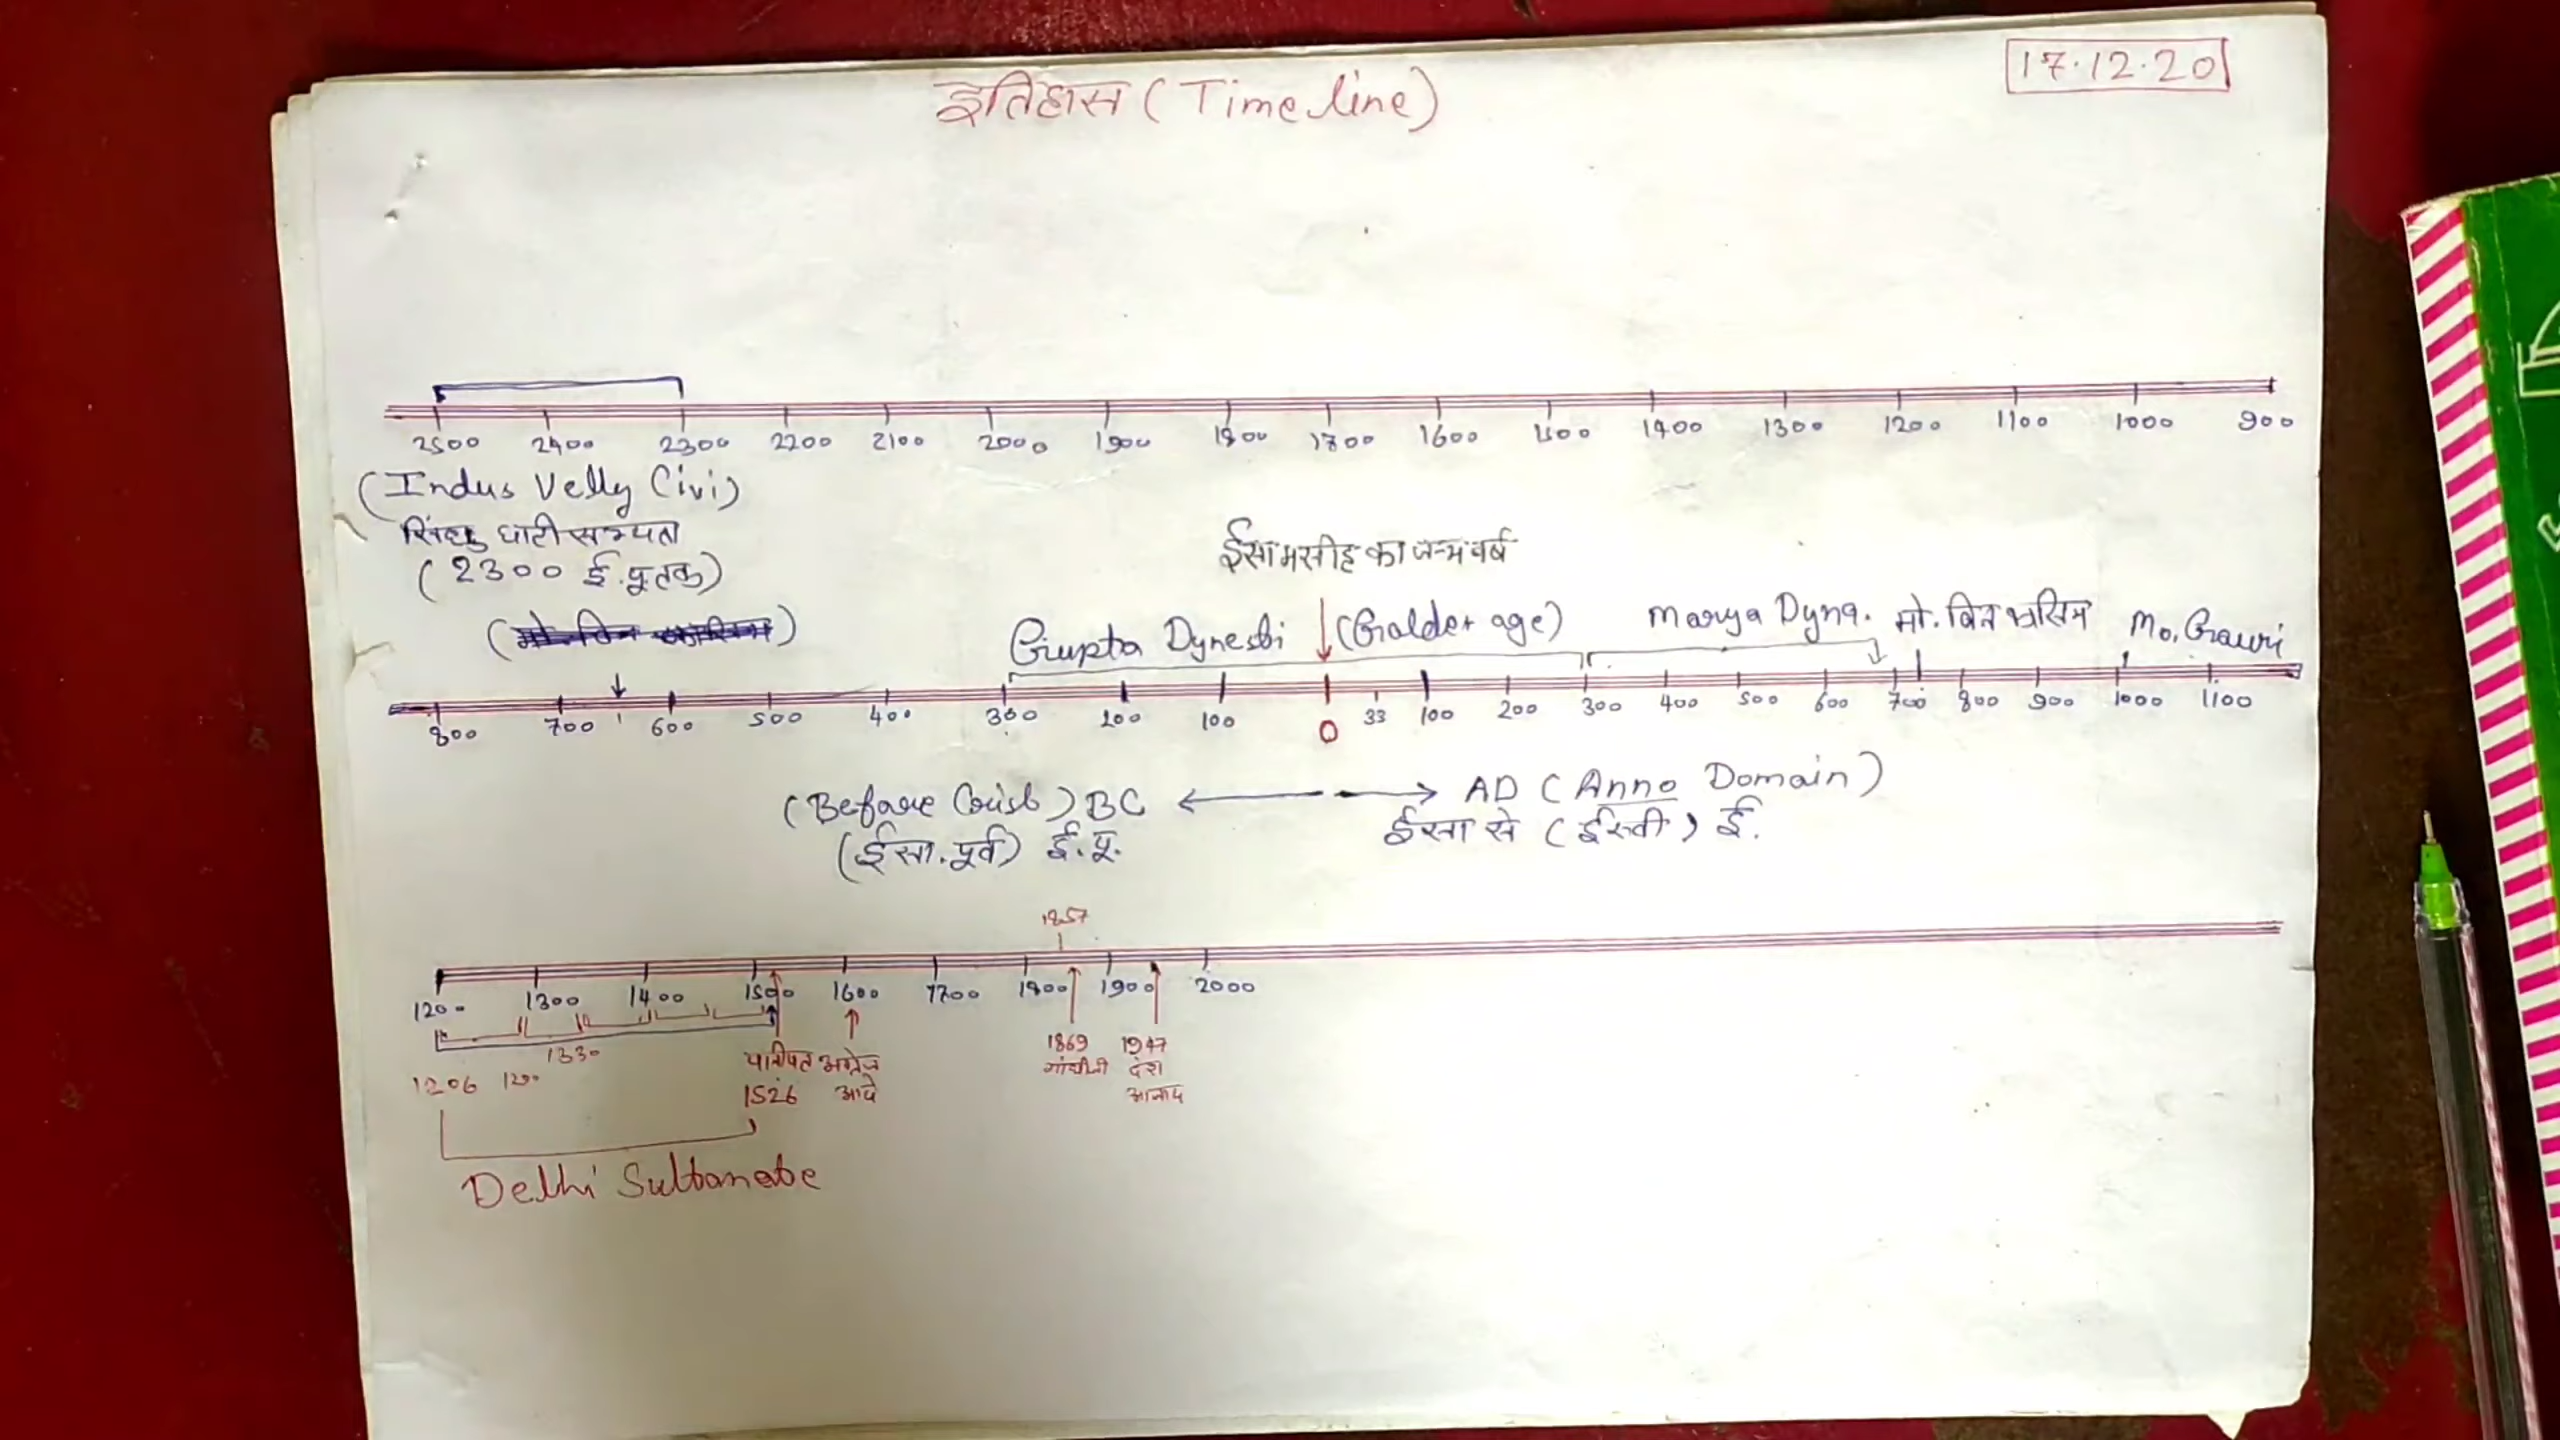 इतिहास (Timeline)
17.12.20
2500 2400 2300 2200 2100 2000 1900 1800 1700 1600 1500 1400 1300 1200 1100 1000 900
(Indus Velly Civi)
सिंधु घाटी सभ्यता
(2300 ई.पू.तक)
ईसा मसीह का जन्म वर्ष
Gupta Dynesti (Golder age) Marya Dyna. मो. बिन कासिम Mo. Gauri
800 700 600 500 400 300 200 100 0 33 100 200 300 400 500 600 700 800 900 1000 1100
(Before Crist) BC AD (Anno Domain)
(ईसा.पूर्व) ई.पू. ईसा से (ईस्वी) ई.
1857
1200 1300 1400 1500 1600 1700 1800 1900 2000
1206 1290 1330
पानिपत 1526
अंग्रेज आये
1869 गांधीजी
1947 देश आजाद
Delhi Sultanate